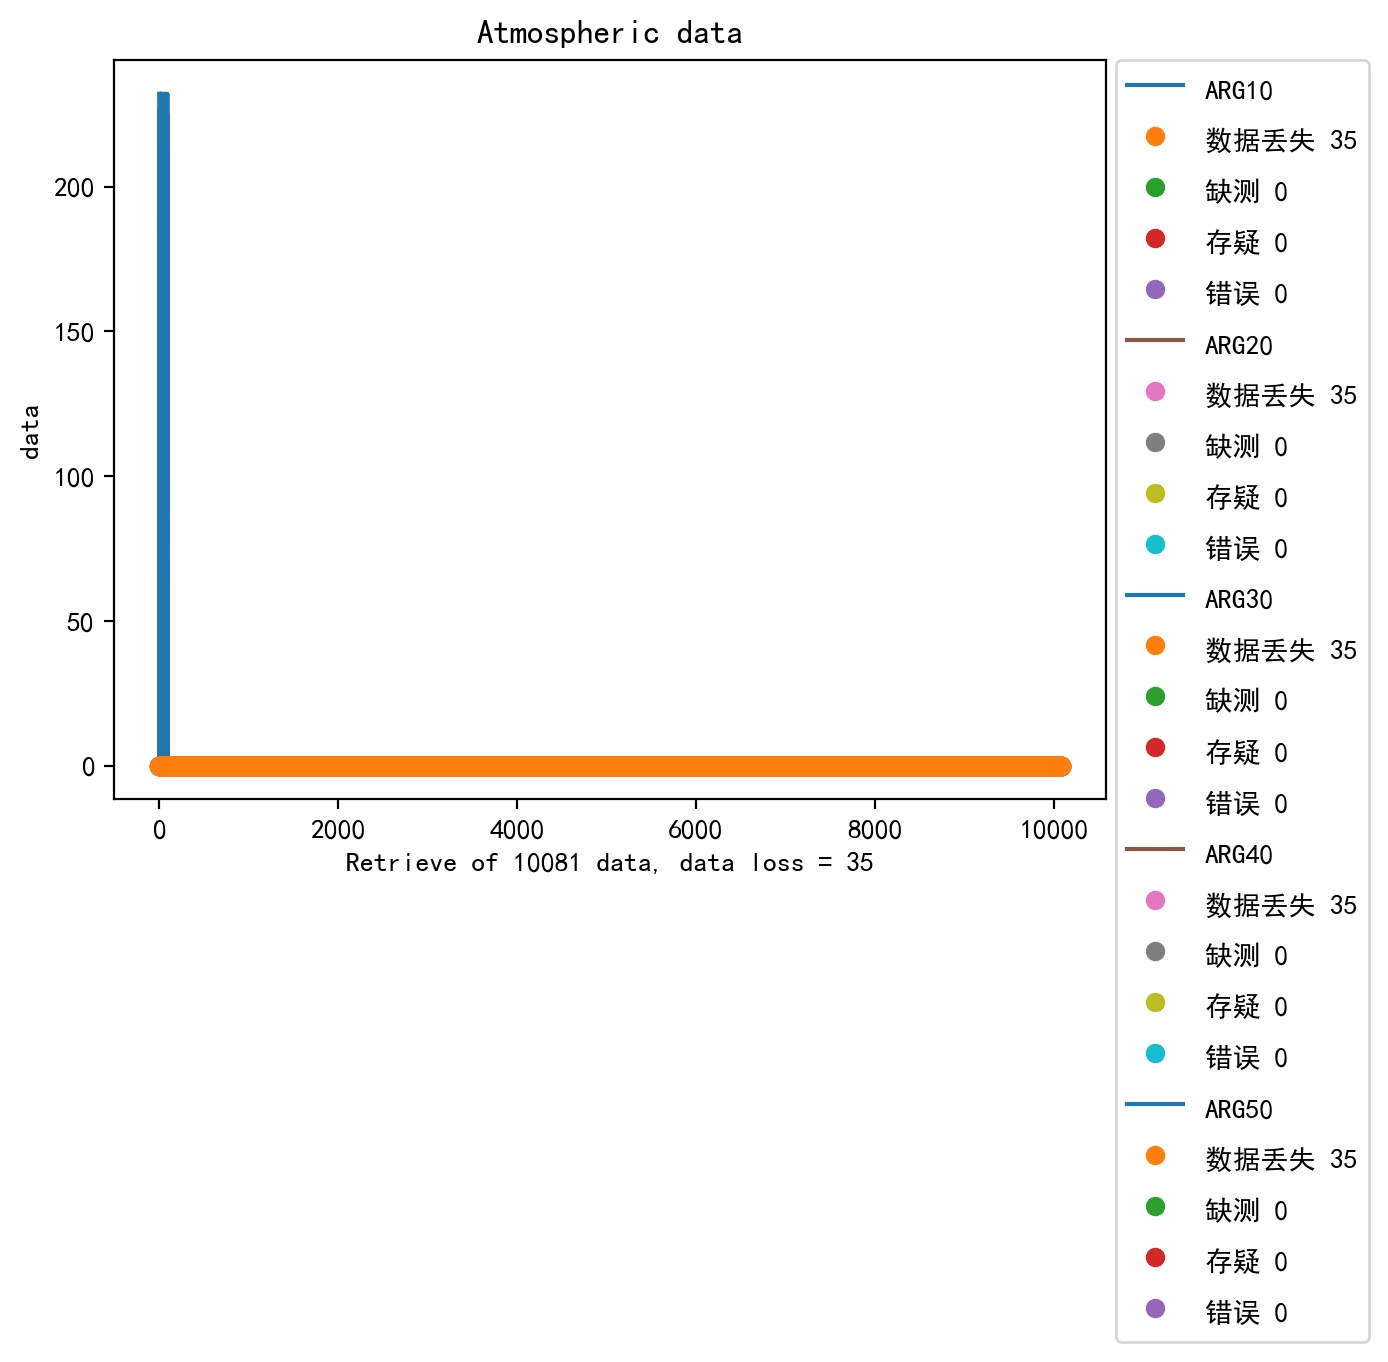 Atmospheric data
data
200
150
100
50
0
0 2000 4000 6000 8000 10000
Retrieve of 10081 data, data loss = 35
ARG10
数据丢失 35
缺测 0
存疑 0
错误 0
ARG20
数据丢失 35
缺测 0
存疑 0
错误 0
ARG30
数据丢失 35
缺测 0
存疑 0
错误 0
ARG40
数据丢失 35
缺测 0
存疑 0
错误 0
ARG50
数据丢失 35
缺测 0
存疑 0
错误 0